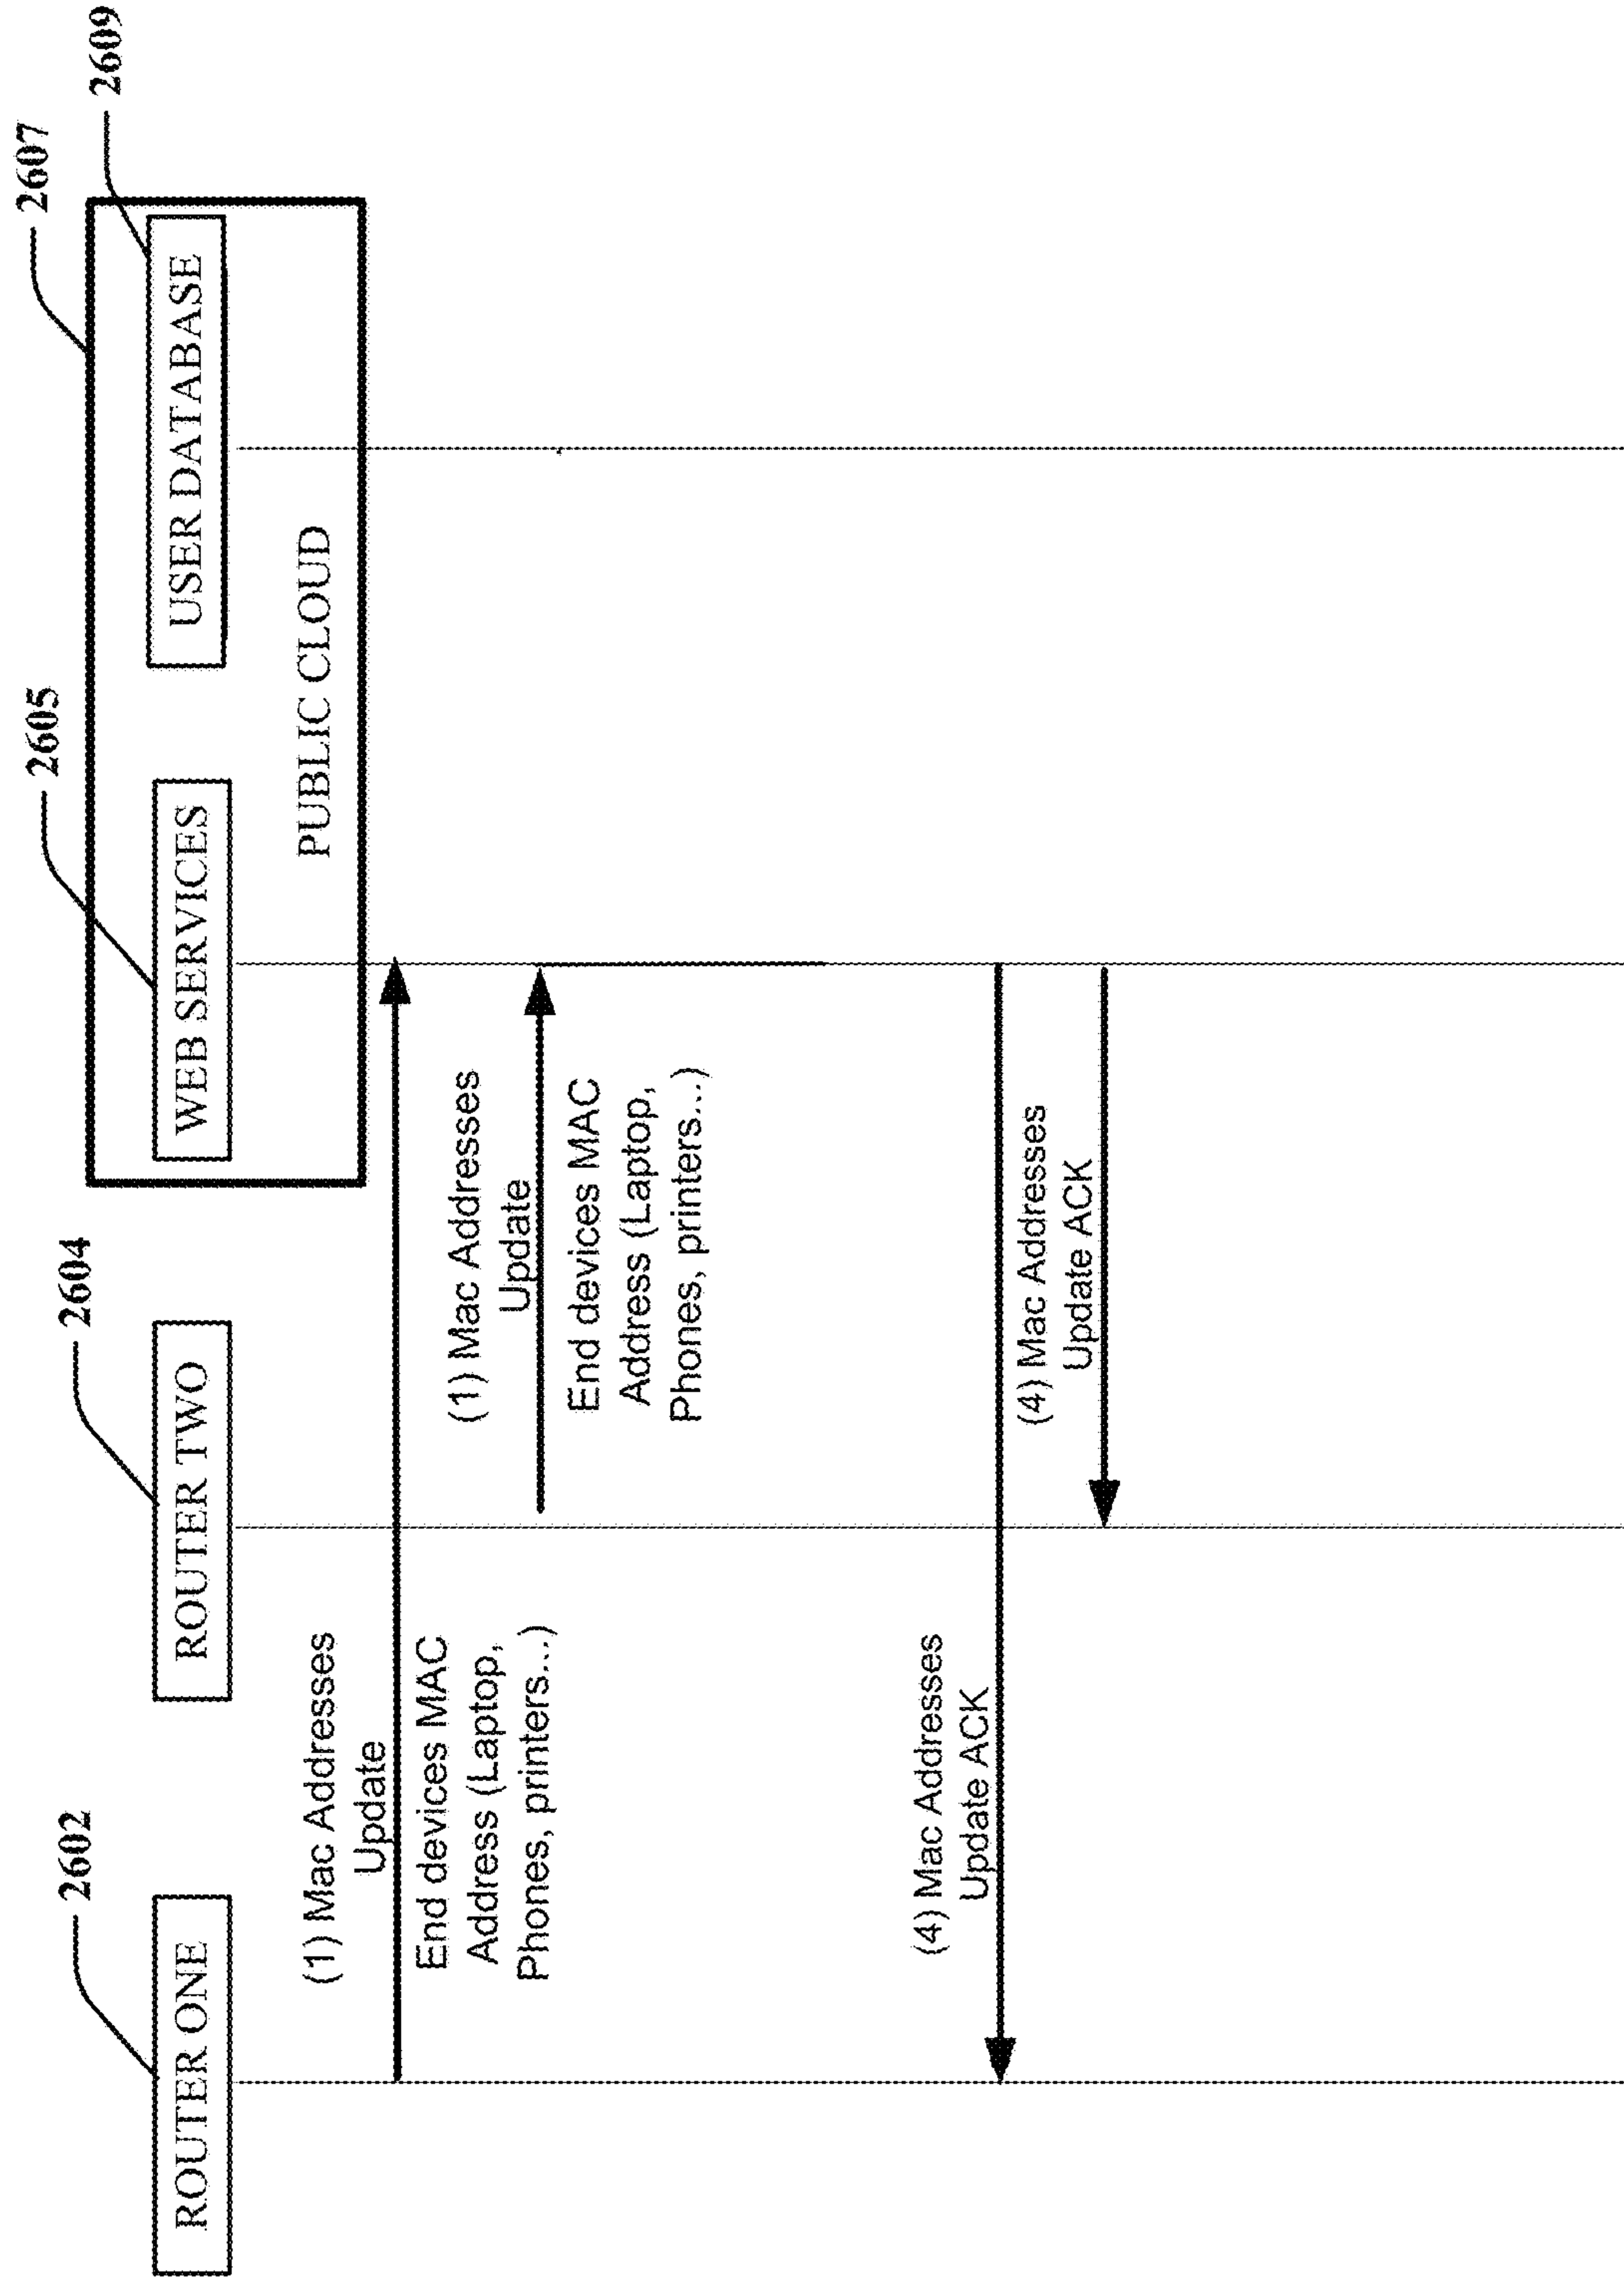 2602
2604
2605
2607
2609
ROUTER ONE
ROUTER TWO
WEB SERVICES
USER DATABASE
PUBLIC CLOUD
(1) Mac Addresses
Update
End devices MAC
Address (Laptop,
Phones, printers...)
(1) Mac Addresses
Update
End devices MAC
Address (Laptop,
Phones, printers...)
(4) Mac Addresses
Update ACK
(4) Mac Addresses
Update ACK